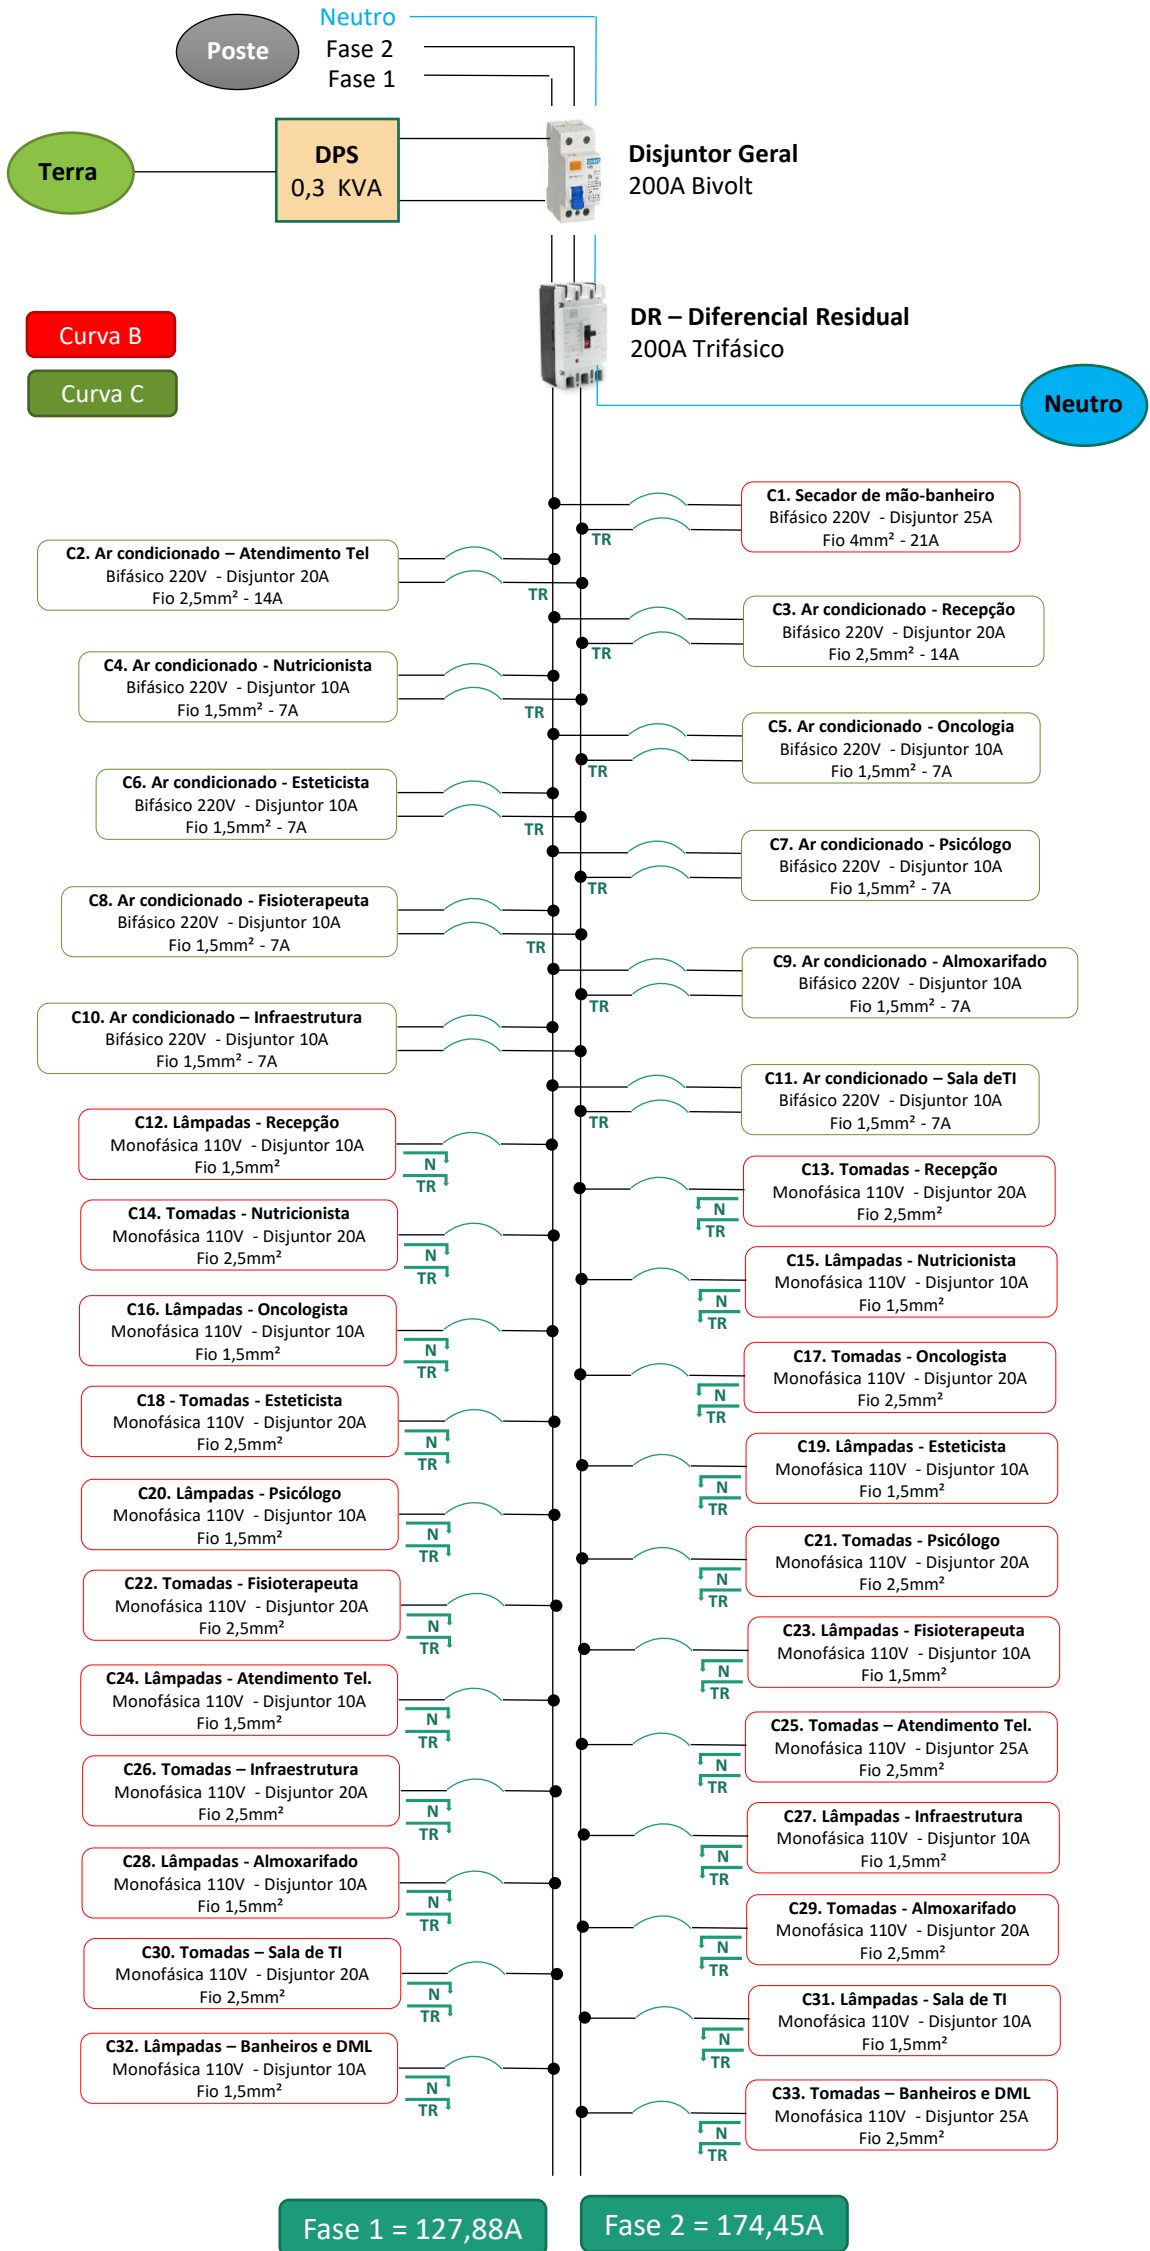 Neutro
Poste
Fase 2
Fase 1
DPS
0,3 KVA
Terra
Disjuntor Geral
200A Bivolt
DR – Diferencial Residual
200A Trifásico
Curva B
Curva C
Neutro
C1. Secador de mão-banheiro
Bifásico 220V - Disjuntor 25A
Fio 4mm² - 21A
TR
C2. Ar condicionado – Atendimento Tel
Bifásico 220V - Disjuntor 20A
Fio 2,5mm² - 14A
TR
C3. Ar condicionado - Recepção
Bifásico 220V - Disjuntor 20A
Fio 2,5mm² - 14A
TR
C4. Ar condicionado - Nutricionista
Bifásico 220V - Disjuntor 10A
Fio 1,5mm² - 7A
TR
C5. Ar condicionado - Oncologia
Bifásico 220V - Disjuntor 10A
Fio 1,5mm² - 7A
TR
C6. Ar condicionado - Esteticista
Bifásico 220V - Disjuntor 10A
Fio 1,5mm² - 7A
TR
C7. Ar condicionado - Psicólogo
Bifásico 220V - Disjuntor 10A
Fio 1,5mm² - 7A
TR
C8. Ar condicionado - Fisioterapeuta
Bifásico 220V - Disjuntor 10A
Fio 1,5mm² - 7A
TR
C9. Ar condicionado - Almoxarifado
Bifásico 220V - Disjuntor 10A
Fio 1,5mm² - 7A
TR
C10. Ar condicionado – Infraestrutura
Bifásico 220V - Disjuntor 10A
Fio 1,5mm² - 7A
C11. Ar condicionado – Sala deTI
Bifásico 220V - Disjuntor 10A
Fio 1,5mm² - 7A
TR
C12. Lâmpadas - Recepção
Monofásica 110V - Disjuntor 10A
Fio 1,5mm²
N
TR
C13. Tomadas - Recepção
Monofásica 110V - Disjuntor 20A
Fio 2,5mm²
N
TR
C14. Tomadas - Nutricionista
Monofásica 110V - Disjuntor 20A
Fio 2,5mm²
N
TR
C15. Lâmpadas - Nutricionista
Monofásica 110V - Disjuntor 10A
Fio 1,5mm²
N
TR
C16. Lâmpadas - Oncologista
Monofásica 110V - Disjuntor 10A
Fio 1,5mm²
N
TR
C17. Tomadas - Oncologista
Monofásica 110V - Disjuntor 20A
Fio 2,5mm²
N
TR
C18 - Tomadas - Esteticista
Monofásica 110V - Disjuntor 20A
Fio 2,5mm²
N
TR
C19. Lâmpadas - Esteticista
Monofásica 110V - Disjuntor 10A
Fio 1,5mm²
N
TR
C20. Lâmpadas - Psicólogo
Monofásica 110V - Disjuntor 10A
Fio 1,5mm²
N
TR
C21. Tomadas - Psicólogo
Monofásica 110V - Disjuntor 20A
Fio 2,5mm²
N
TR
C22. Tomadas - Fisioterapeuta
Monofásica 110V - Disjuntor 20A
Fio 2,5mm²
N
TR
C23. Lâmpadas - Fisioterapeuta
Monofásica 110V - Disjuntor 10A
Fio 1,5mm²
N
TR
C24. Lâmpadas - Atendimento Tel.
Monofásica 110V - Disjuntor 10A
Fio 1,5mm²
N
TR
C25. Tomadas – Atendimento Tel.
Monofásica 110V - Disjuntor 25A
Fio 2,5mm²
N
TR
C26. Tomadas – Infraestrutura
Monofásica 110V - Disjuntor 20A
Fio 2,5mm²
N
TR
C27. Lâmpadas - Infraestrutura
Monofásica 110V - Disjuntor 10A
Fio 1,5mm²
N
TR
C28. Lâmpadas - Almoxarifado
Monofásica 110V - Disjuntor 10A
Fio 1,5mm²
N
TR
C29. Tomadas - Almoxarifado
Monofásica 110V - Disjuntor 20A
Fio 2,5mm²
N
TR
C30. Tomadas – Sala de TI
Monofásica 110V - Disjuntor 20A
Fio 2,5mm²
N
TR
C31. Lâmpadas - Sala de TI
Monofásica 110V - Disjuntor 10A
Fio 1,5mm²
N
TR
C32. Lâmpadas – Banheiros e DML
Monofásica 110V - Disjuntor 10A
Fio 1,5mm²
N
TR
C33. Tomadas – Banheiros e DML
Monofásica 110V - Disjuntor 25A
Fio 2,5mm²
N
TR
Fase 1 = 127,88A
Fase 2 = 174,45A